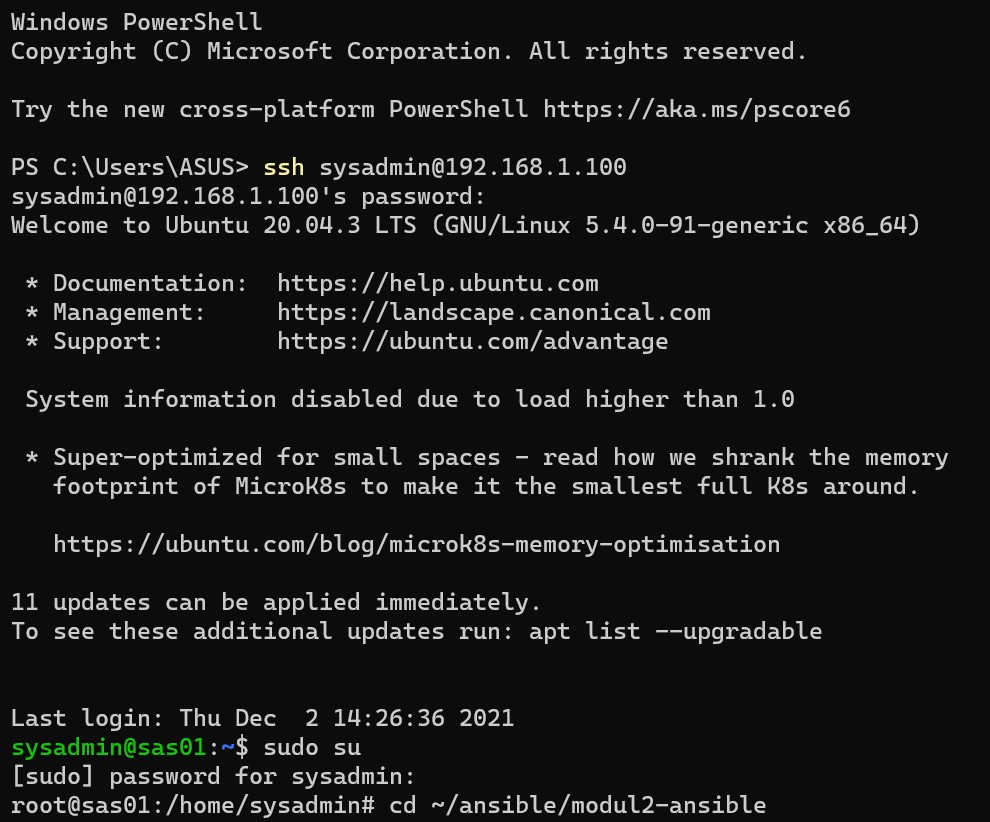 Windows PowerShell
Copyright (C) Microsoft Corporation. All rights reserved.
Try the new cross-platform PowerShell https://aka.ms/pscore6
PS C:\Users\ASUS> ssh sysadmin@192.168.1.100
sysadmin@192.168.1.100's password:
Welcome to Ubuntu 20.04.3 LTS (GNU/Linux 5.4.0-91-generic x86_64)
 * Documentation:  https://help.ubuntu.com
 * Management:     https://landscape.canonical.com
 * Support:        https://ubuntu.com/advantage
 System information disabled due to load higher than 1.0
 * Super-optimized for small spaces - read how we shrank the memory
   footprint of MicroK8s to make it the smallest full K8s around.
   https://ubuntu.com/blog/microk8s-memory-optimisation
11 updates can be applied immediately.
To see these additional updates run: apt list --upgradable
Last login: Thu Dec  2 14:26:36 2021
sysadmin@sas01:~$ sudo su
[sudo] password for sysadmin:
root@sas01:/home/sysadmin# cd ~/ansible/modul2-ansible